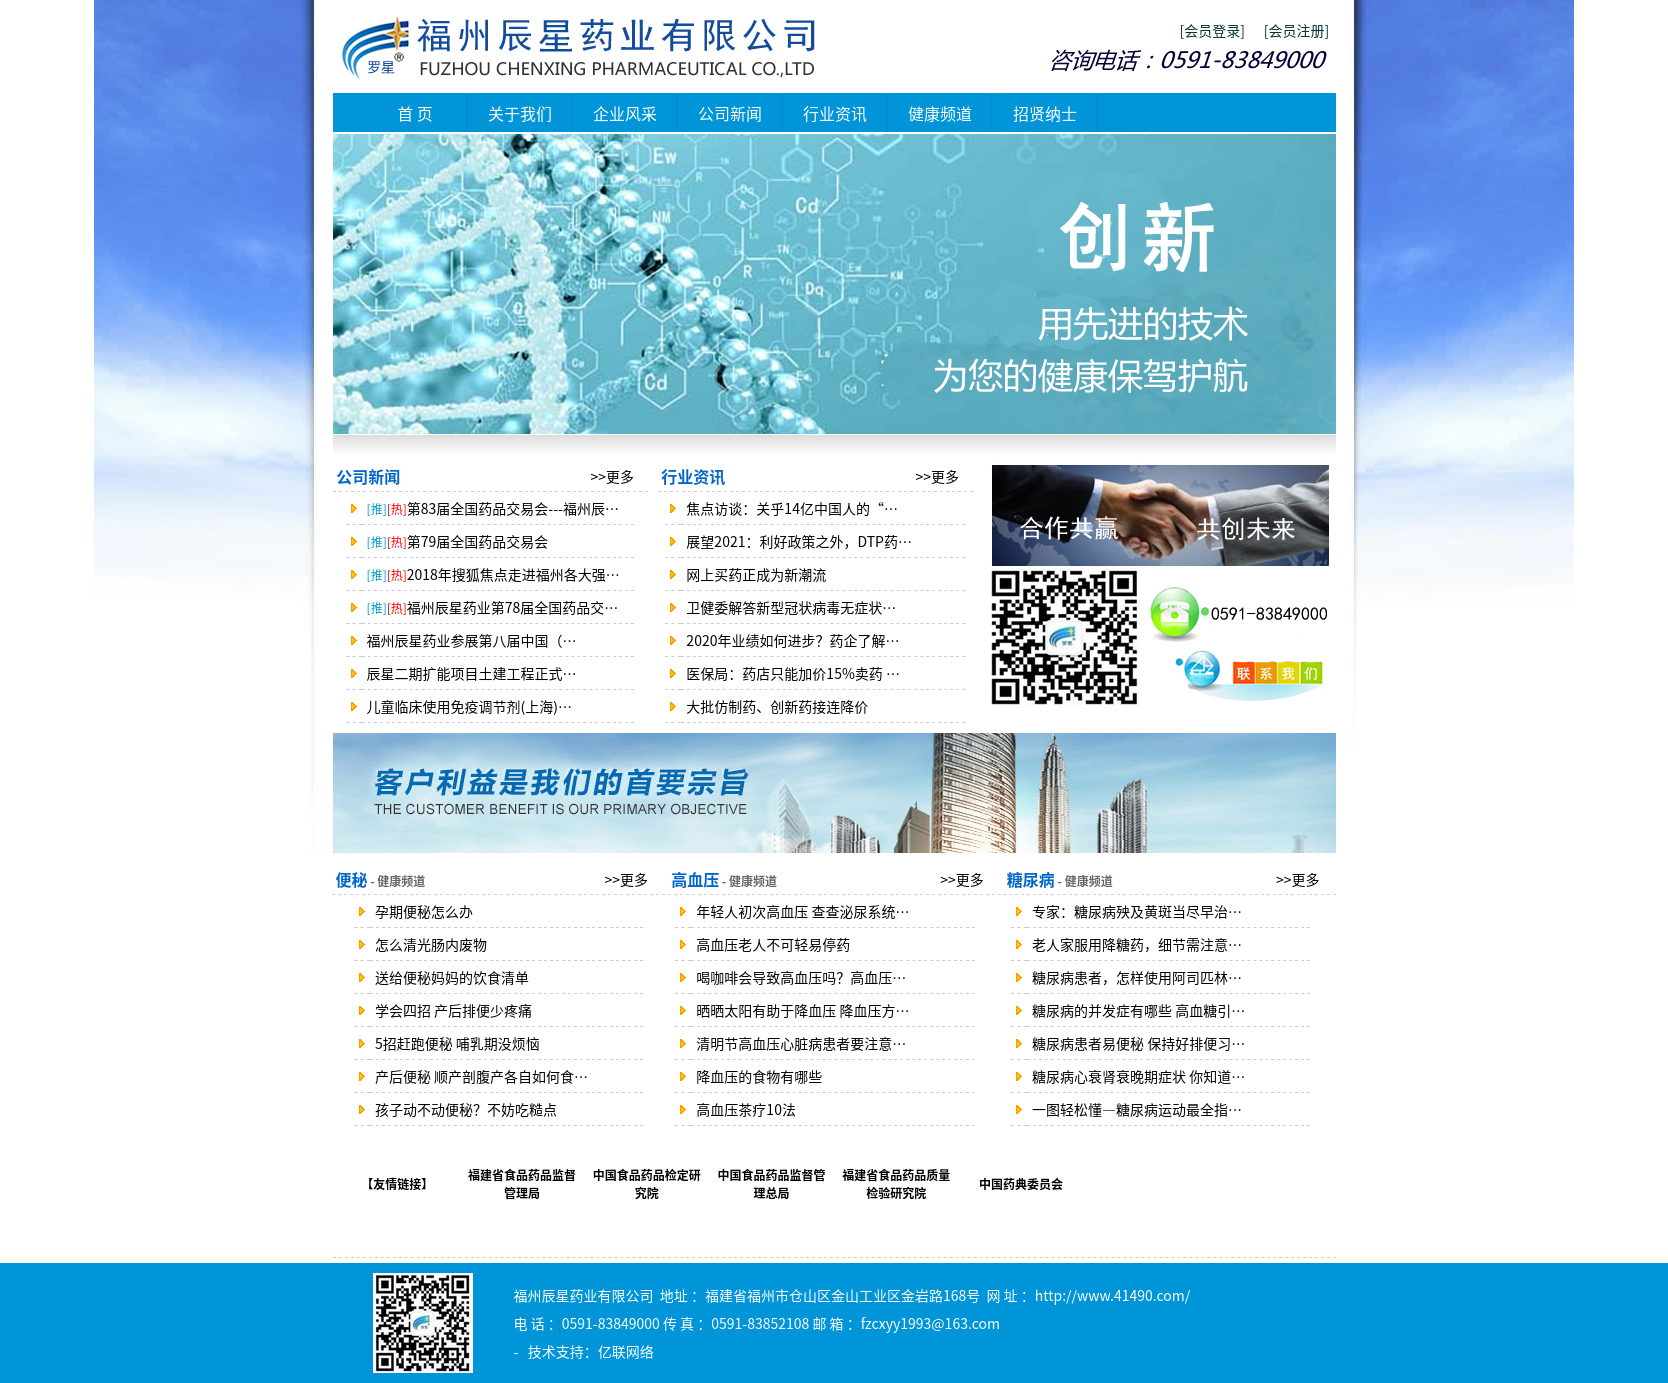 福州辰星药业有限公司
罗星®
FUZHOU CHENXING PHARMACEUTICAL CO.,LTD
[会员登录] [会员注册]
咨询电话：0591-83849000
首 页 关于我们 企业风采 公司新闻 行业资讯 健康频道 招贤纳士
创新
用先进的技术
为您的健康保驾护航
公司新闻 >>更多
[推][热]第83届全国药品交易会---福州辰…
[推][热]第79届全国药品交易会
[推][热]2018年搜狐焦点走进福州各大强…
[推][热]福州辰星药业第78届全国药品交…
福州辰星药业参展第八届中国（…
辰星二期扩能项目土建工程正式…
儿童临床使用免疫调节剂(上海)…
行业资讯 >>更多
焦点访谈：关乎14亿中国人的“…
展望2021：利好政策之外，DTP药…
网上买药正成为新潮流
卫健委解答新型冠状病毒无症状…
2020年业绩如何进步？药企了解…
医保局：药店只能加价15%卖药 …
大批仿制药、创新药接连降价
合作共赢 共创未来
0591-83849000
联系我们
客户利益是我们的首要宗旨
THE CUSTOMER BENEFIT IS OUR PRIMARY OBJECTIVE
便秘 - 健康频道 >>更多
孕期便秘怎么办
怎么清光肠内废物
送给便秘妈妈的饮食清单
学会四招 产后排便少疼痛
5招赶跑便秘 哺乳期没烦恼
产后便秘 顺产剖腹产各自如何食…
孩子动不动便秘？不妨吃糙点
高血压 - 健康频道 >>更多
年轻人初次高血压 查查泌尿系统…
高血压老人不可轻易停药
喝咖啡会导致高血压吗？高血压…
晒晒太阳有助于降血压 降血压方…
清明节高血压心脏病患者要注意…
降血压的食物有哪些
高血压茶疗10法
糖尿病 - 健康频道 >>更多
专家：糖尿病殃及黄斑当尽早治…
老人家服用降糖药，细节需注意…
糖尿病患者，怎样使用阿司匹林…
糖尿病的并发症有哪些 高血糖引…
糖尿病患者易便秘 保持好排便习…
糖尿病心衰肾衰晚期症状 你知道…
一图轻松懂—糖尿病运动最全指…
【友情链接】
福建省食品药品监督
管理局
中国食品药品检定研
究院
中国食品药品监督管
理总局
福建省食品药品质量
检验研究院
中国药典委员会
福州辰星药业有限公司 地址：福建省福州市仓山区金山工业区金岩路168号 网 址：http://www.41490.com/
电 话：0591-83849000 传 真：0591-83852108 邮 箱：fzcxyy1993@163.com
- 技术支持：亿联网络